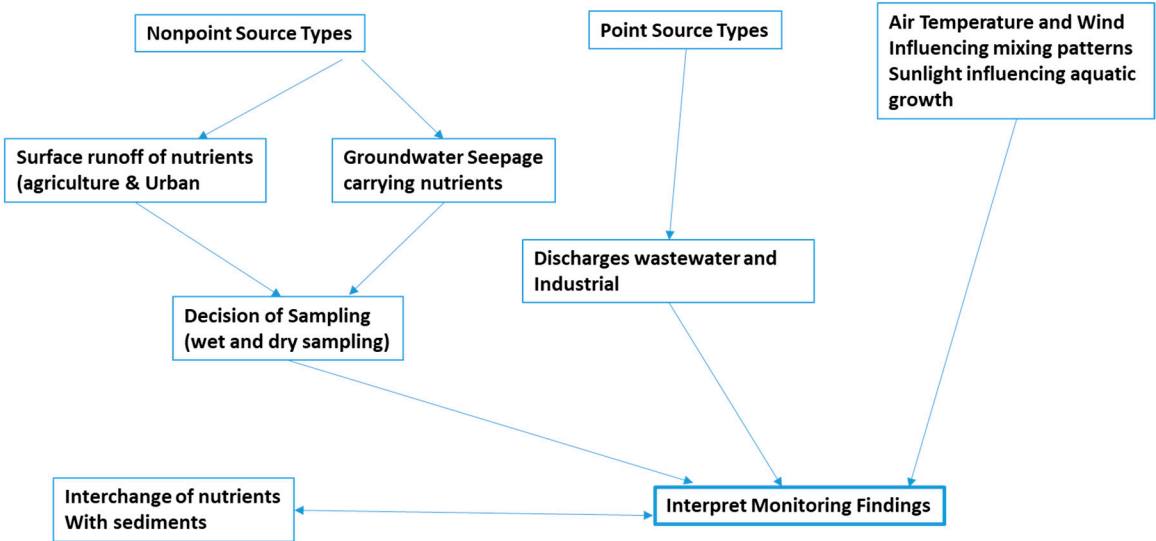 Nonpoint Source Types
Point Source Types
Air Temperature and Wind
Influencing mixing patterns
Sunlight influencing aquatic
growth
Surface runoff of nutrients
(agriculture & Urban
Groundwater Seepage
carrying nutrients
Discharges wastewater and
Industrial
Decision of Sampling
(wet and dry sampling)
Interchange of nutrients
With sediments
Interpret Monitoring Findings